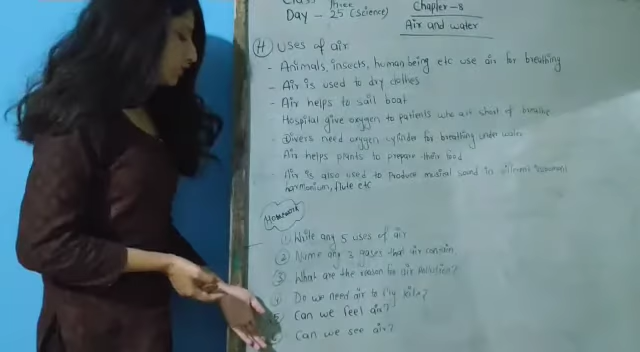 Three
Day - 25 (Science)
Chapter-8
Air and water
(H) Uses of air
- Animals, insects, human being etc use air for breathing
- Air is used to dry clothes
- Air helps to sail boat
Hospital give oxygen to patients who are short of breathe
- Divers need oxygen cylinder for breathing under water
Air helps plants to prepare their food
- Air is also used to produce musical sound in different instrument
harmonium, flute etc
Homework
① Write any 5 uses of air
② Name any 3 gases that air contain
③ What are the reason for air pollution?
④ Do we need air to fly kite?
⑤ Can we feel air?
Can we see air?